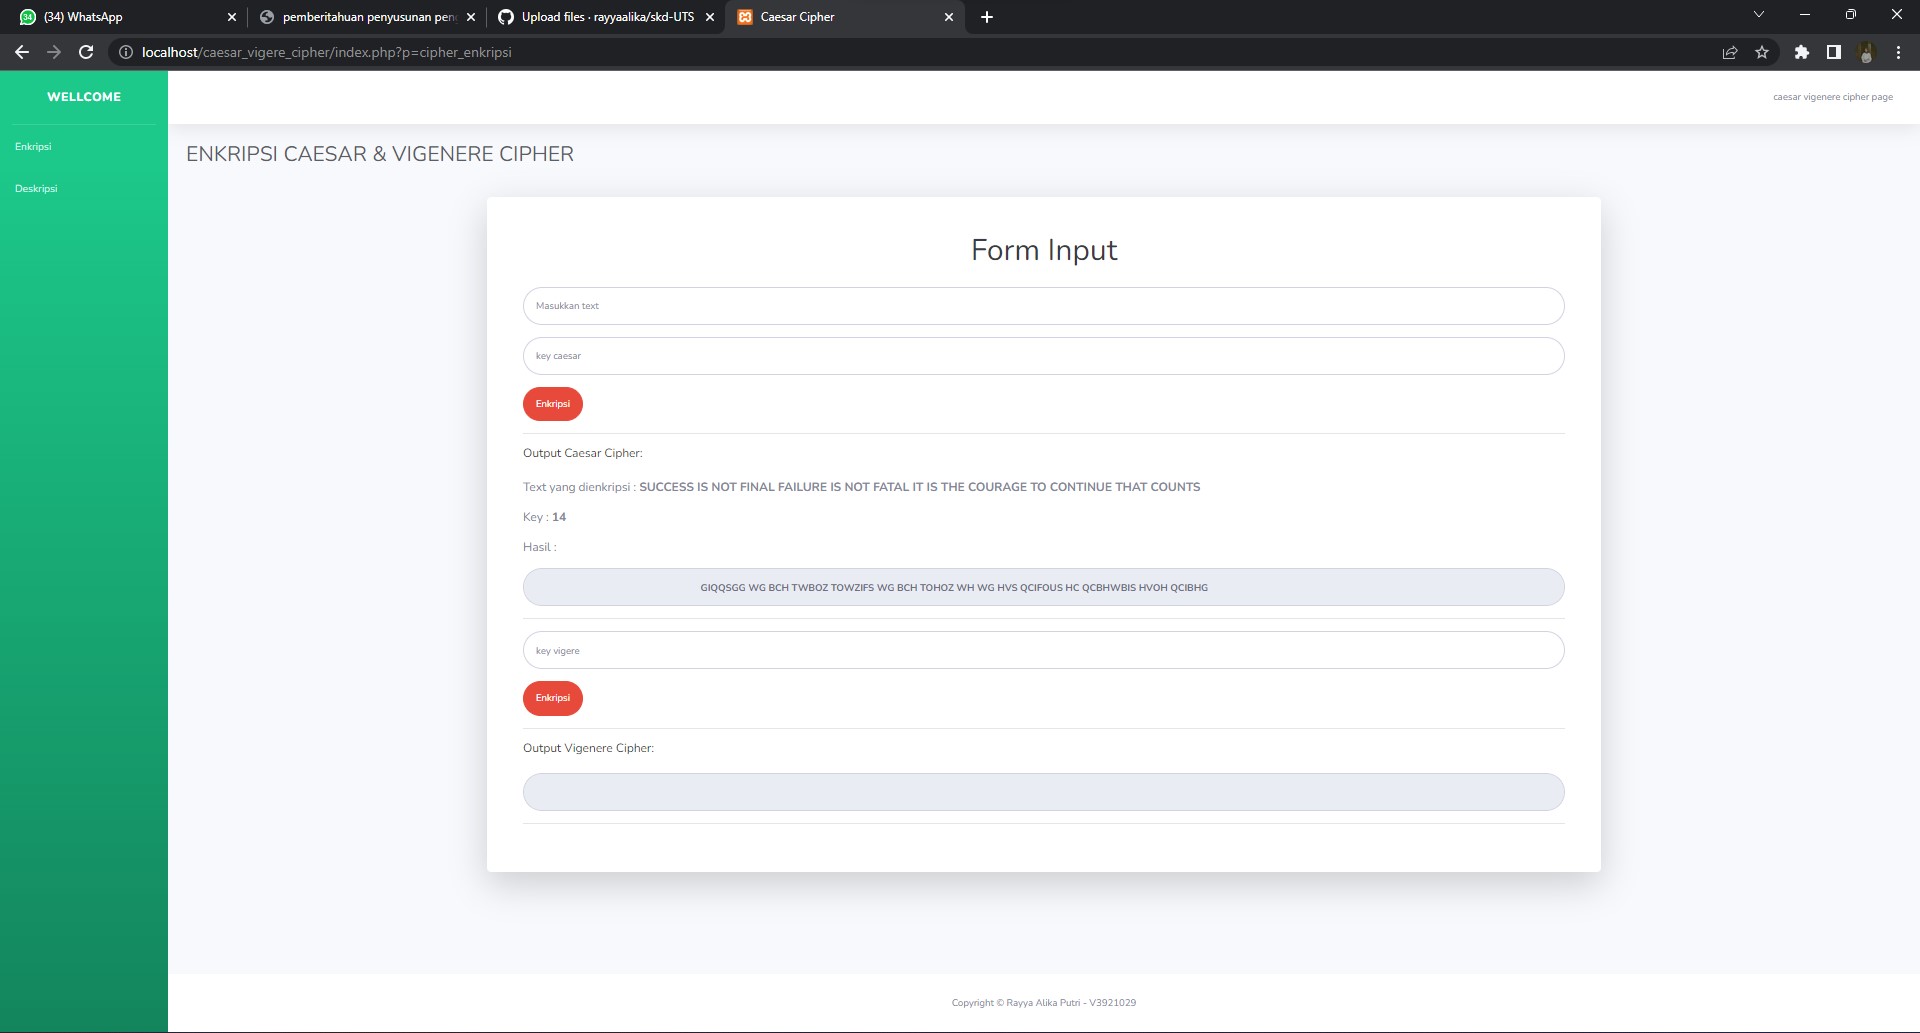 34 (34) WhatsApp pemberitahuan penyusunan pen Upload files · rayyaalika/skd-UTS Caesar Cipher
localhost/caesar_vigere_cipher/index.php?p=cipher_enkripsi
WELLCOME
caesar vigenere cipher page
Enkripsi
Deskripsi
ENKRIPSI CAESAR & VIGENERE CIPHER
Form Input
Masukkan text
key caesar
Enkripsi
Output Caesar Cipher:
Text yang dienkripsi : SUCCESS IS NOT FINAL FAILURE IS NOT FATAL IT IS THE COURAGE TO CONTINUE THAT COUNTS
Key : 14
Hasil :
GIQQSGG WG BCH TWBOZ TOWZIFS WG BCH TOHOZ WH WG HVS QCIFOUS HC QCBHWBIS HVOH QCIBHG
key vigere
Enkripsi
Output Vigenere Cipher:
Copyright © Rayya Alika Putri - V3921029